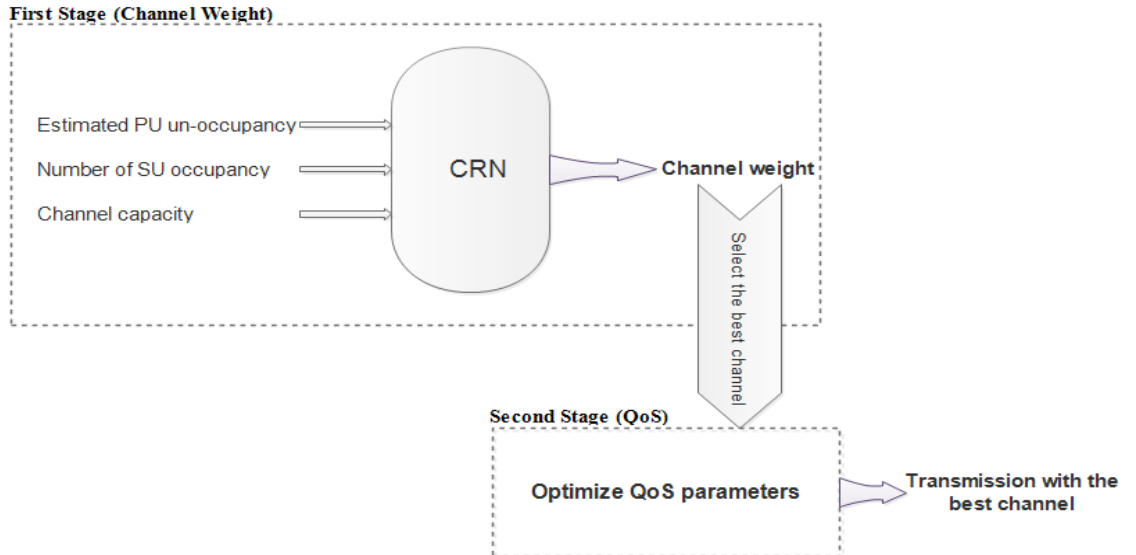 First Stage (Channel Weight)
Estimated PU un-occupancy
Number of SU occupancy
Channel capacity
CRN
Channel weight
Select the best channel
Second Stage (QoS)
Optimize QoS parameters
Transmission with the
best channel